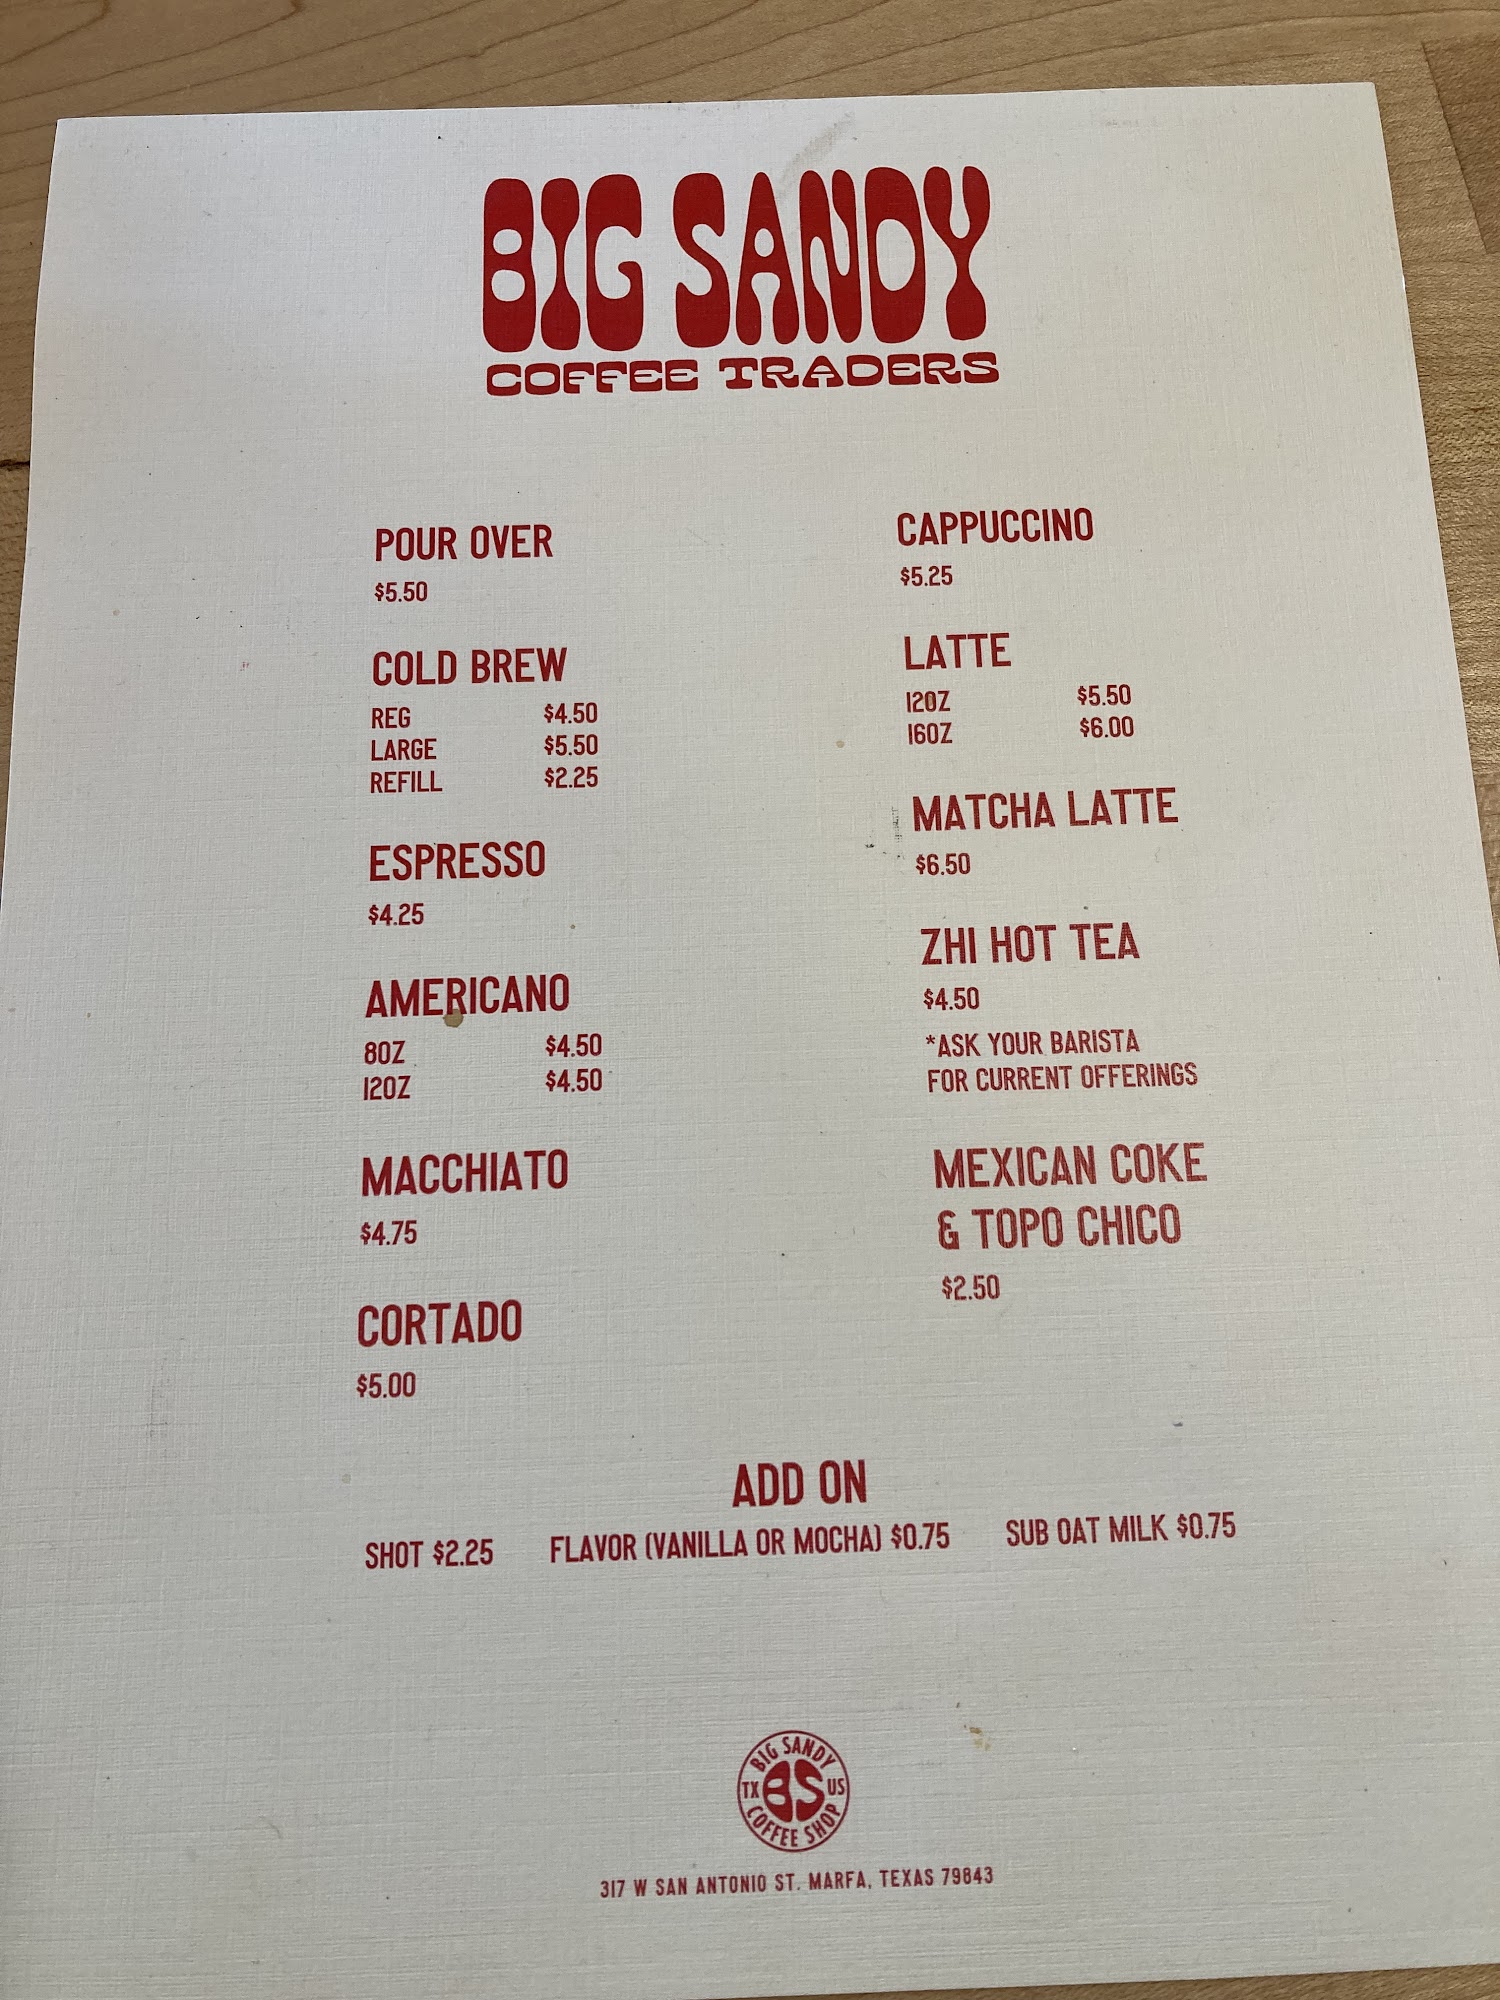 BIG SANDY
COFFEE TRADERS
POUR OVER
$5.50
COLD BREW
REG $4.50
LARGE $5.50
REFILL $2.25
ESPRESSO
$4.25
AMERICANO
8OZ $4.50
12OZ $4.50
MACCHIATO
$4.75
CORTADO
$5.00
CAPPUCCINO
$5.25
LATTE
12OZ $5.50
16OZ $6.00
MATCHA LATTE
$6.50
ZHI HOT TEA
$4.50
*ASK YOUR BARISTA
FOR CURRENT OFFERINGS
MEXICAN COKE
& TOPO CHICO
$2.50
ADD ON
SHOT $2.25 FLAVOR (VANILLA OR MOCHA) $0.75 SUB OAT MILK $0.75
BIG SANDY
TX BS US
COFFEE SHOP
317 W SAN ANTONIO ST. MARFA, TEXAS 79843